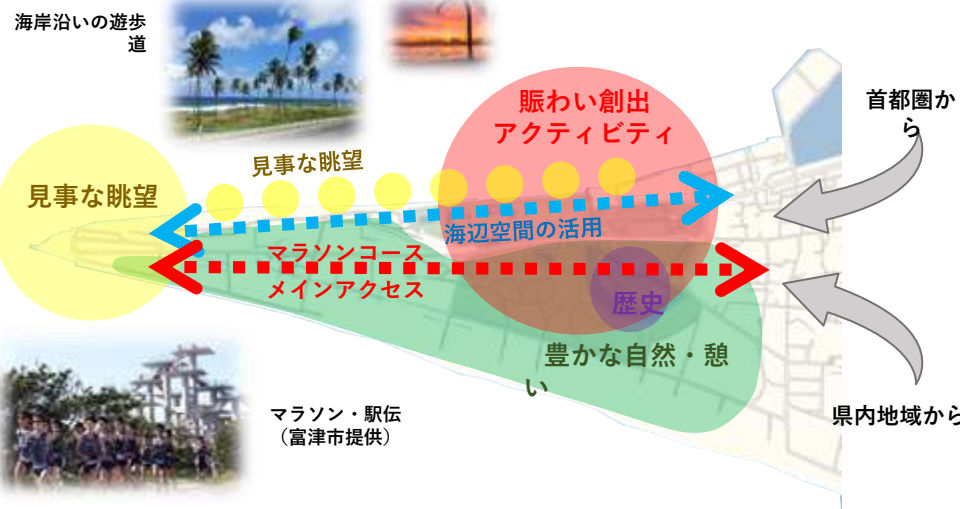 海岸沿いの遊歩
道
賑わい創出
アクティビティ
首都圏か
ら
見事な眺望
見事な眺望
海辺空間の活用
マラソンコース
メインアクセス
歴史
豊かな自然・憩
い
マラソン・駅伝
（富津市提供）
県内地域から